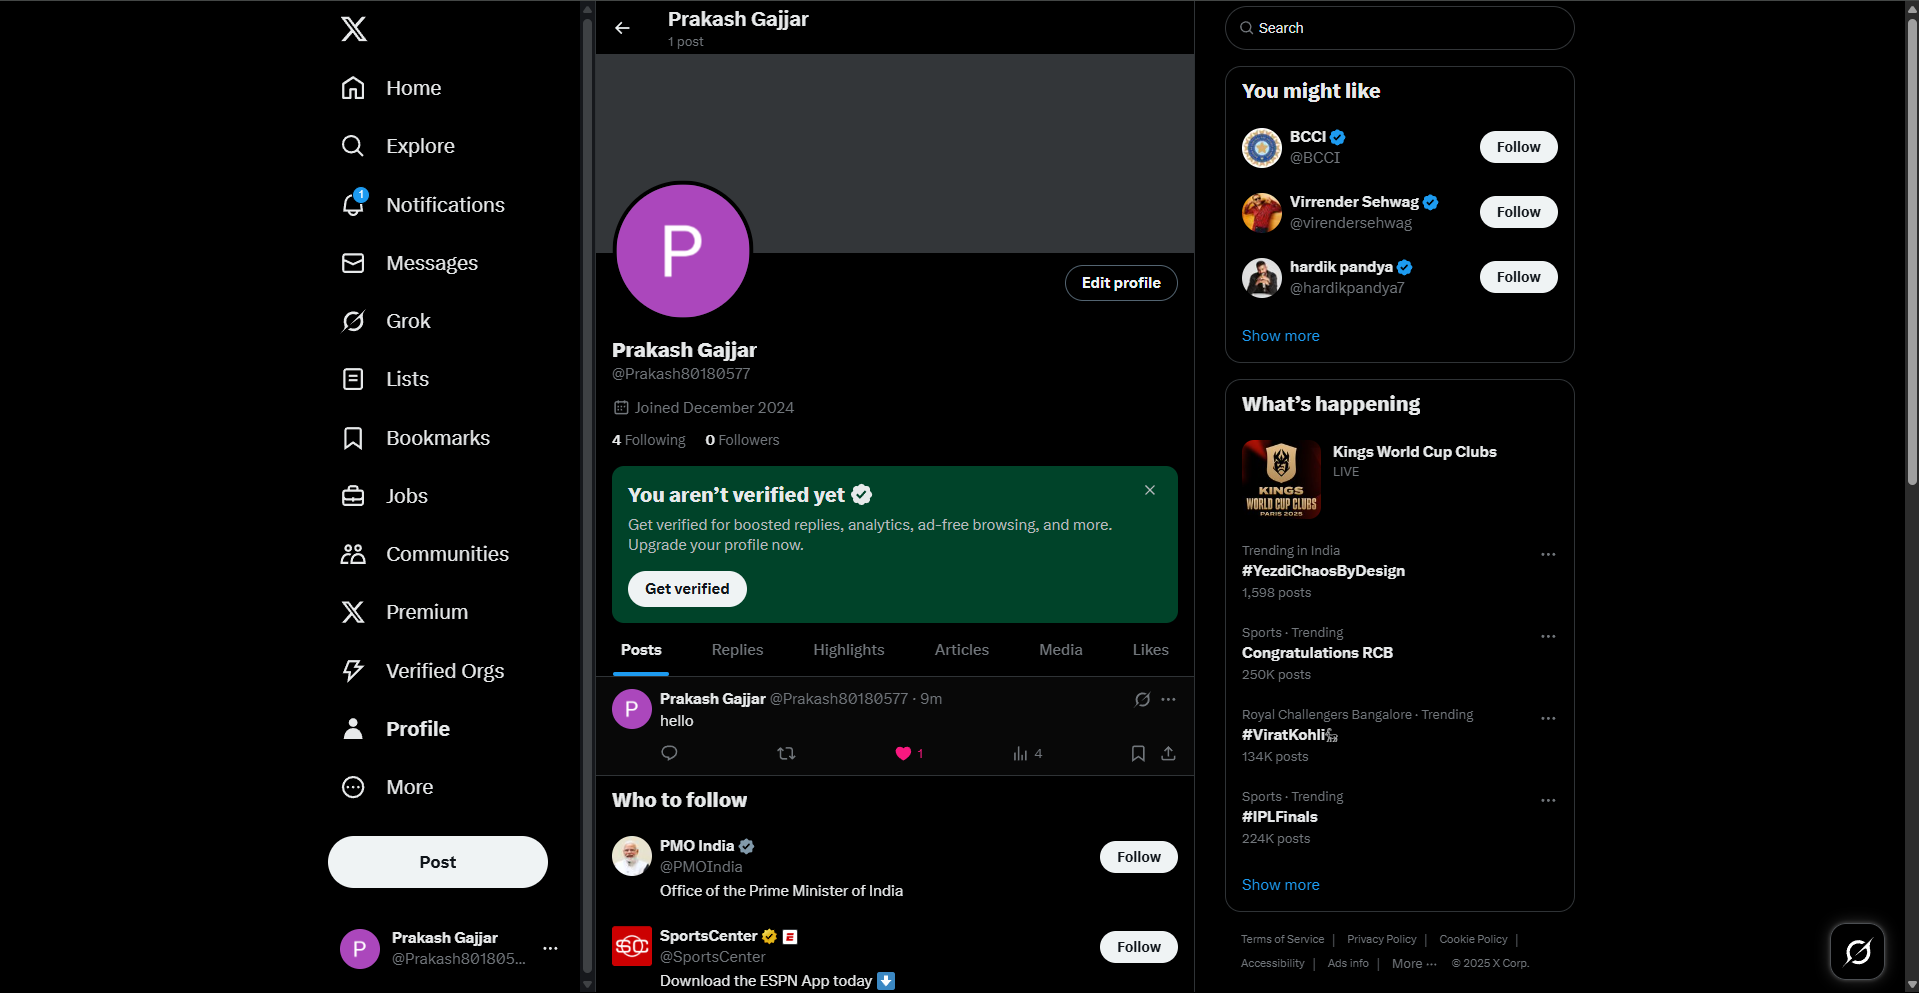 Home
Explore
1
Notifications
Messages
Grok
Lists
Bookmarks
Jobs
Communities
Premium
Verified Orgs
Profile
More
Post
P
Prakash Gajjar
@Prakash801805...
Prakash Gajjar
1 post
P
Edit profile
Prakash Gajjar
@Prakash80180577
Joined December 2024
4 Following 0 Followers
You aren't verified yet
Get verified for boosted replies, analytics, ad-free browsing, and more.
Upgrade your profile now.
Get verified
Posts Replies Highlights Articles Media Likes
P
Prakash Gajjar @Prakash80180577 · 9m
hello
1 4
Who to follow
PMO India
@PMOIndia
Office of the Prime Minister of India
Follow
SC
SportsCenter
@SportsCenter
Download the ESPN App today
Follow
Search
You might like
BCCI
@BCCI
Follow
Virrender Sehwag
@virendersehwag
Follow
hardik pandya
@hardikpandya7
Follow
Show more
What's happening
KINGS
WORLD CUP CLUBS
PARIS 2025
Kings World Cup Clubs
LIVE
Trending in India
#YezdiChaosByDesign
1,598 posts
Sports · Trending
Congratulations RCB
250K posts
Royal Challengers Bangalore · Trending
#ViratKohli
134K posts
Sports · Trending
#IPLFinals
224K posts
Show more
Terms of Service | Privacy Policy | Cookie Policy |
Accessibility | Ads info | More ··· © 2025 X Corp.